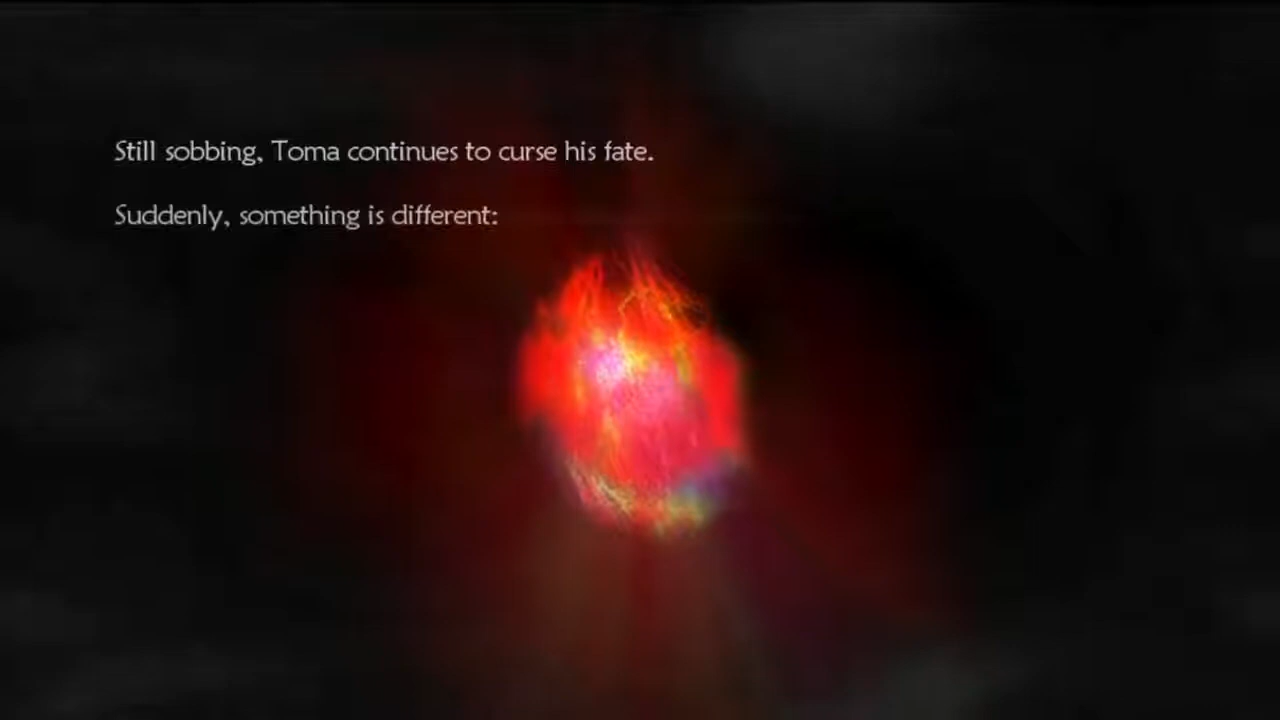 Still sobbing, Toma continues to curse his fate.
Suddenly, something is different: